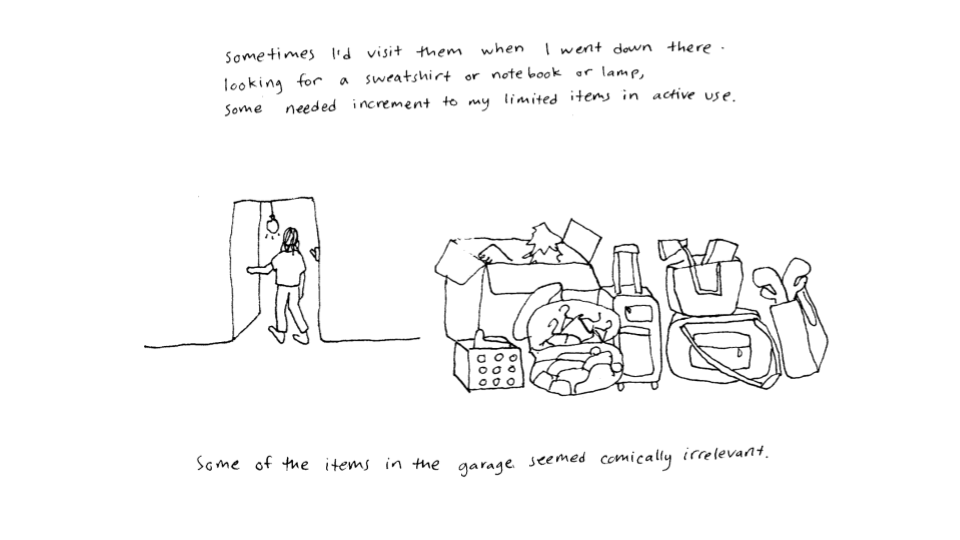 Sometimes I'd visit them when I went down there.
looking for a sweatshirt or notebook or lamp,
some needed increment to my limited items in active use.
Some of the items in the garage seemed comically irrelevant.